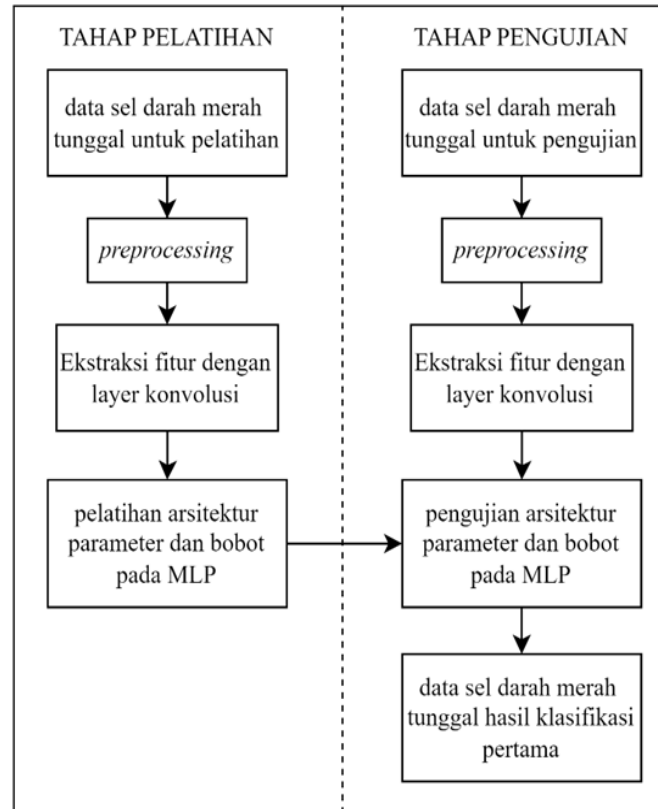 TAHAP PELATIHAN
data sel darah merah
tunggal untuk pelatihan
preprocessing
Ekstraksi fitur dengan
layer konvolusi
pelatihan arsitektur
parameter dan bobot
pada MLP
TAHAP PENGUJIAN
data sel darah merah
tunggal untuk pengujian
preprocessing
Ekstraksi fitur dengan
layer konvolusi
pengujian arsitektur
parameter dan bobot
pada MLP
data sel darah merah
tunggal hasil klasifikasi
pertama